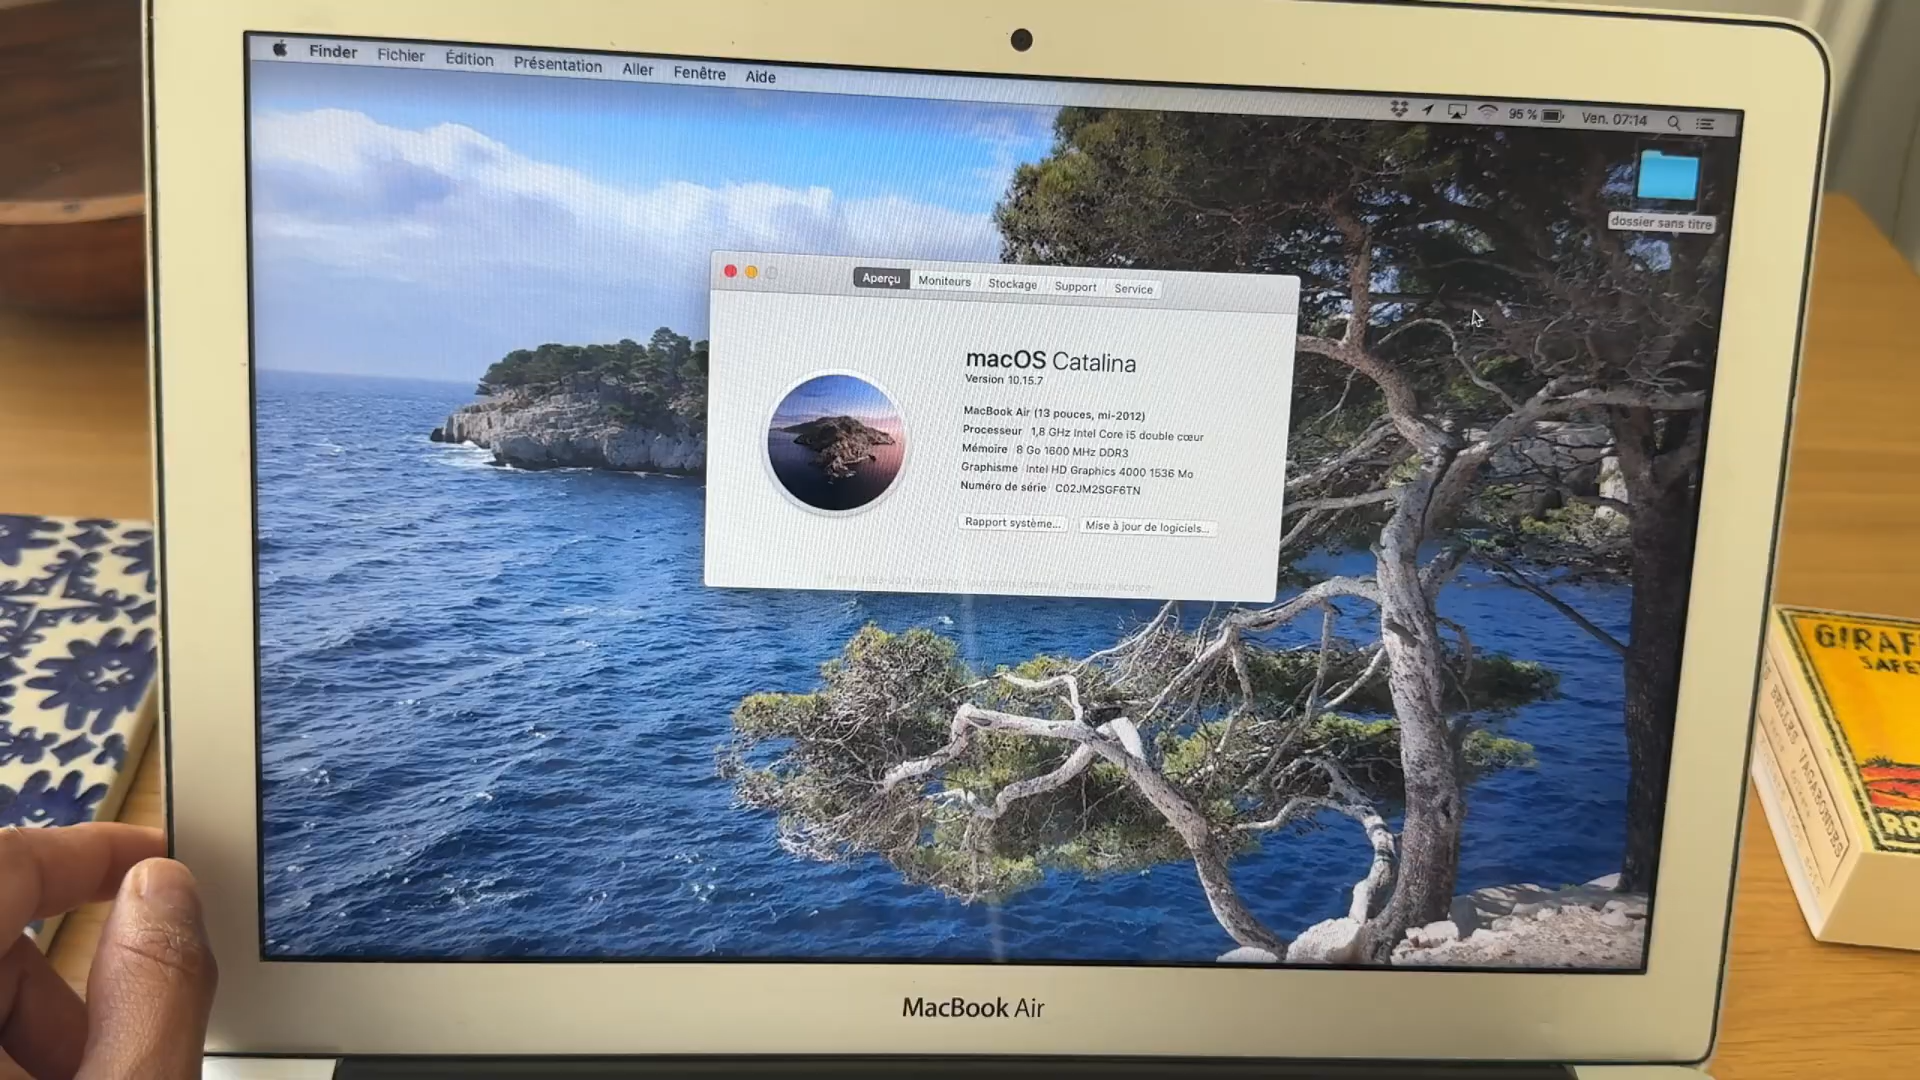 Finder Fichier Édition Présentation Aller Fenêtre Aide
95 % Ven. 07:14
dossier sans titre
Aperçu Moniteurs Stockage Support Service
macOS Catalina
Version 10.15.7
MacBook Air (13 pouces, mi-2012)
Processeur 1,8 GHz Intel Core i5 double cœur
Mémoire 8 Go 1600 MHz DDR3
Graphisme Intel HD Graphics 4000 1536 Mo
Numéro de série C02JM2SGF6TN
Rapport système... Mise à jour de logiciels...
MacBook Air
GIRAF
SAFE
BELLS VAGABONDES